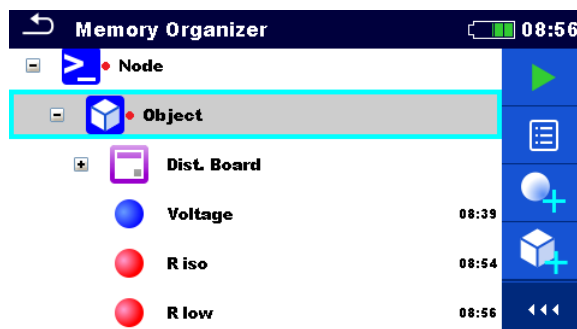 Memory Organizer 08:56
Node
Object
Dist. Board
Voltage 08:39
R iso 08:54
R low 08:56